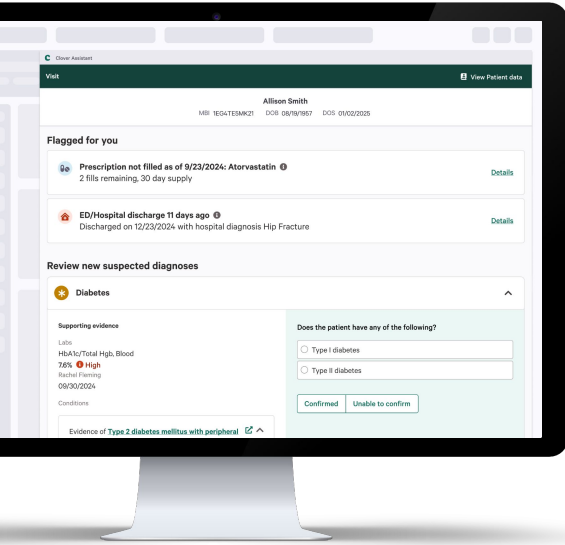 Clover Assistant
Visit
View Patient data
Allison Smith
MBI 1EG4TE5MK21 DOB 08/19/1957 DOS 01/02/2025
Flagged for you
Prescription not filled as of 9/23/2024: Atorvastatin
2 fills remaining, 30 day supply
Details
ED/Hospital discharge 11 days ago
Discharged on 12/23/2024 with hospital diagnosis Hip Fracture
Details
Review new suspected diagnoses
Diabetes
Supporting evidence
Labs
HbA1c/Total Hgb, Blood
7.6% High
Rachel Fleming
09/30/2024
Conditions
Evidence of Type 2 diabetes mellitus with peripheral
Does the patient have any of the following?
Type I diabetes
Type II diabetes
Confirmed Unable to confirm